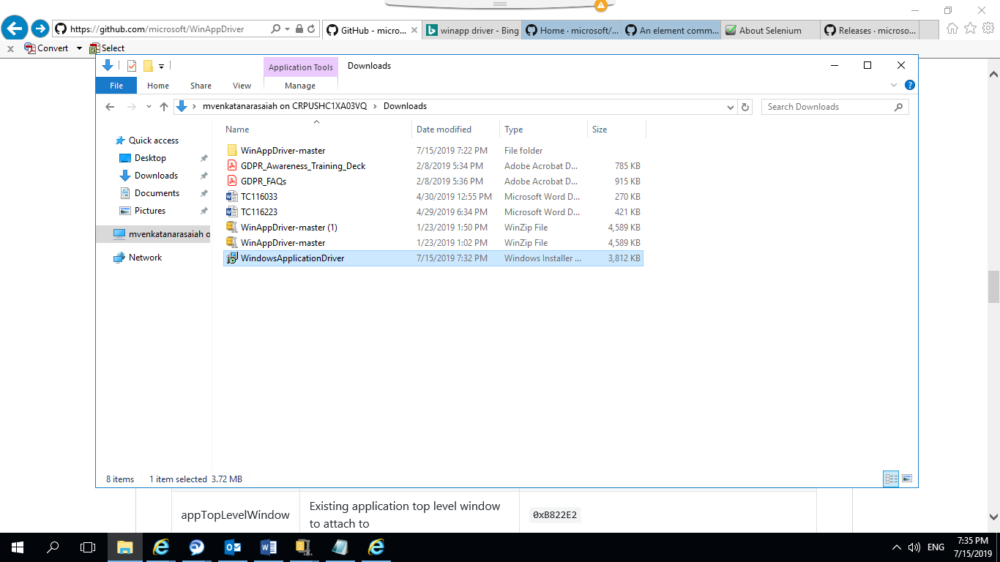 https://github.com/microsoft/WinAppDriver
GitHub - micro...
winapp driver - Bing
Home · microsoft/...
An element comm...
About Selenium
Releases · microso...
x Convert Select
Application Tools Downloads
File Home Share View Manage
mvenkatanarasaiah on CRPUSHC1XA03VQ > Downloads
Search Downloads
Name Date modified Type Size
Quick access
Desktop
Downloads
Documents
Pictures
mvenkatanarasaiah o
Network
WinAppDriver-master 7/15/2019 7:22 PM File folder
GDPR_Awareness_Training_Deck 2/8/2019 5:34 PM Adobe Acrobat D... 785 KB
GDPR_FAQs 2/8/2019 5:36 PM Adobe Acrobat D... 915 KB
TC116033 4/30/2019 12:55 PM Microsoft Word D... 270 KB
TC116223 4/29/2019 6:34 PM Microsoft Word D... 421 KB
WinAppDriver-master (1) 1/23/2019 1:50 PM WinZip File 4,589 KB
WinAppDriver-master 1/23/2019 1:02 PM WinZip File 4,589 KB
WindowsApplicationDriver 7/15/2019 7:32 PM Windows Installer ... 3,812 KB
8 items 1 item selected 3.72 MB
appTopLevelWindow
Existing application top level window
to attach to
0xB822E2
ENG
7:35 PM
7/15/2019